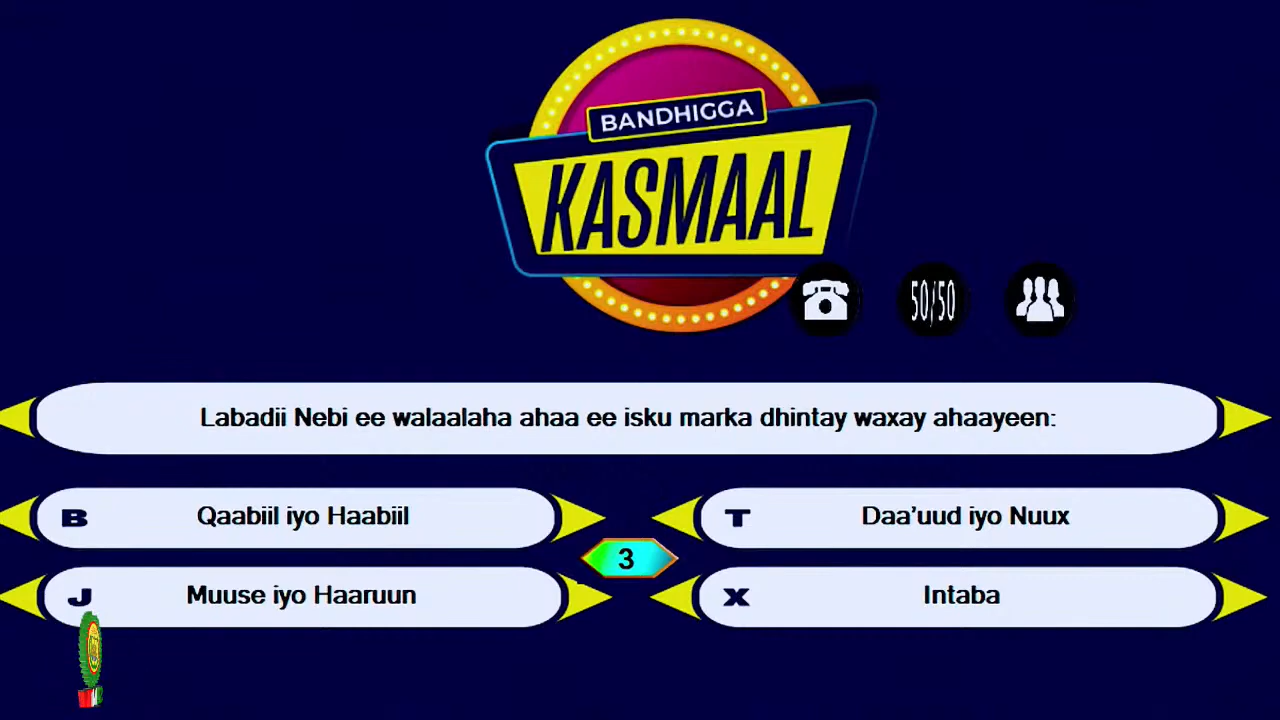 BANDHIGGA
KASMAAL
50/50
Labadii Nebi ee walaalaha ahaa ee isku marka dhintay waxay ahaayeen:
B Qaabiil iyo Haabiil
T Daa’uud iyo Nuux
3
J Muuse iyo Haaruun
X Intaba